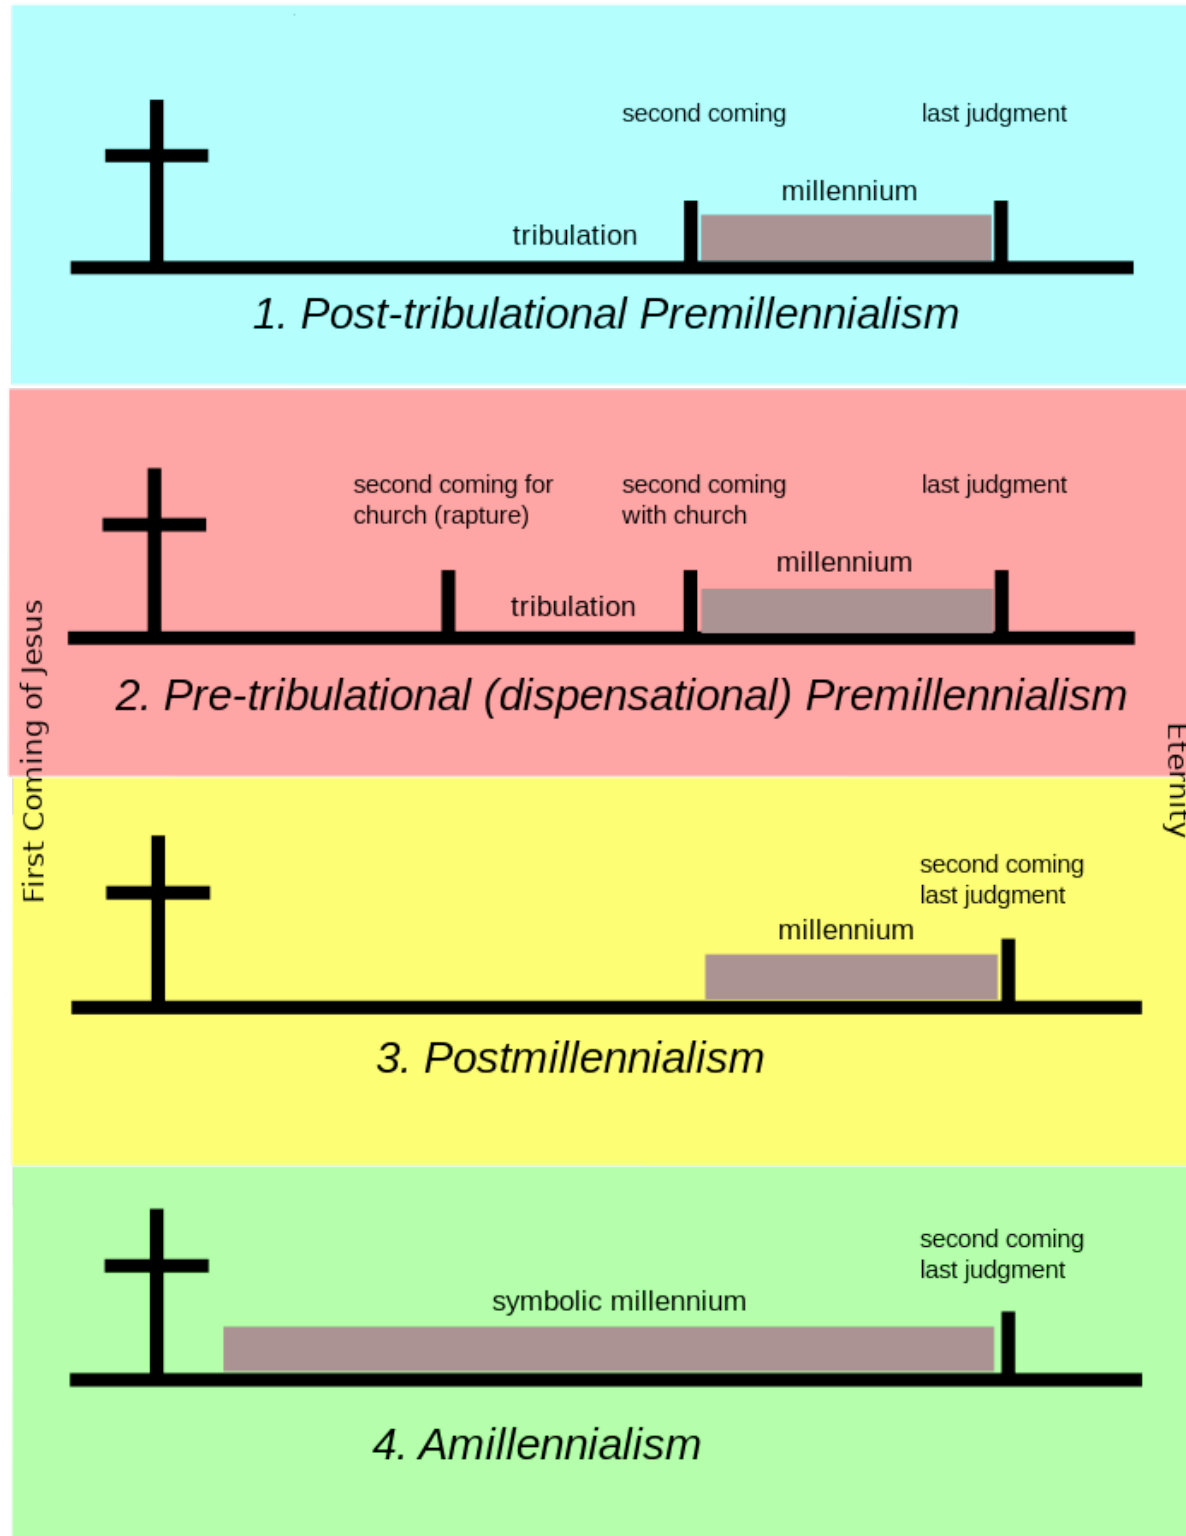 second coming
last judgment
millennium
tribulation
1. Post-tribulational Premillennialism
second coming for
church (rapture)
second coming
with church
last judgment
millennium
tribulation
2. Pre-tribulational (dispensational) Premillennialism
First Coming of Jesus
Eternity
second coming
last judgment
millennium
3. Postmillennialism
second coming
last judgment
symbolic millennium
4. Amillennialism